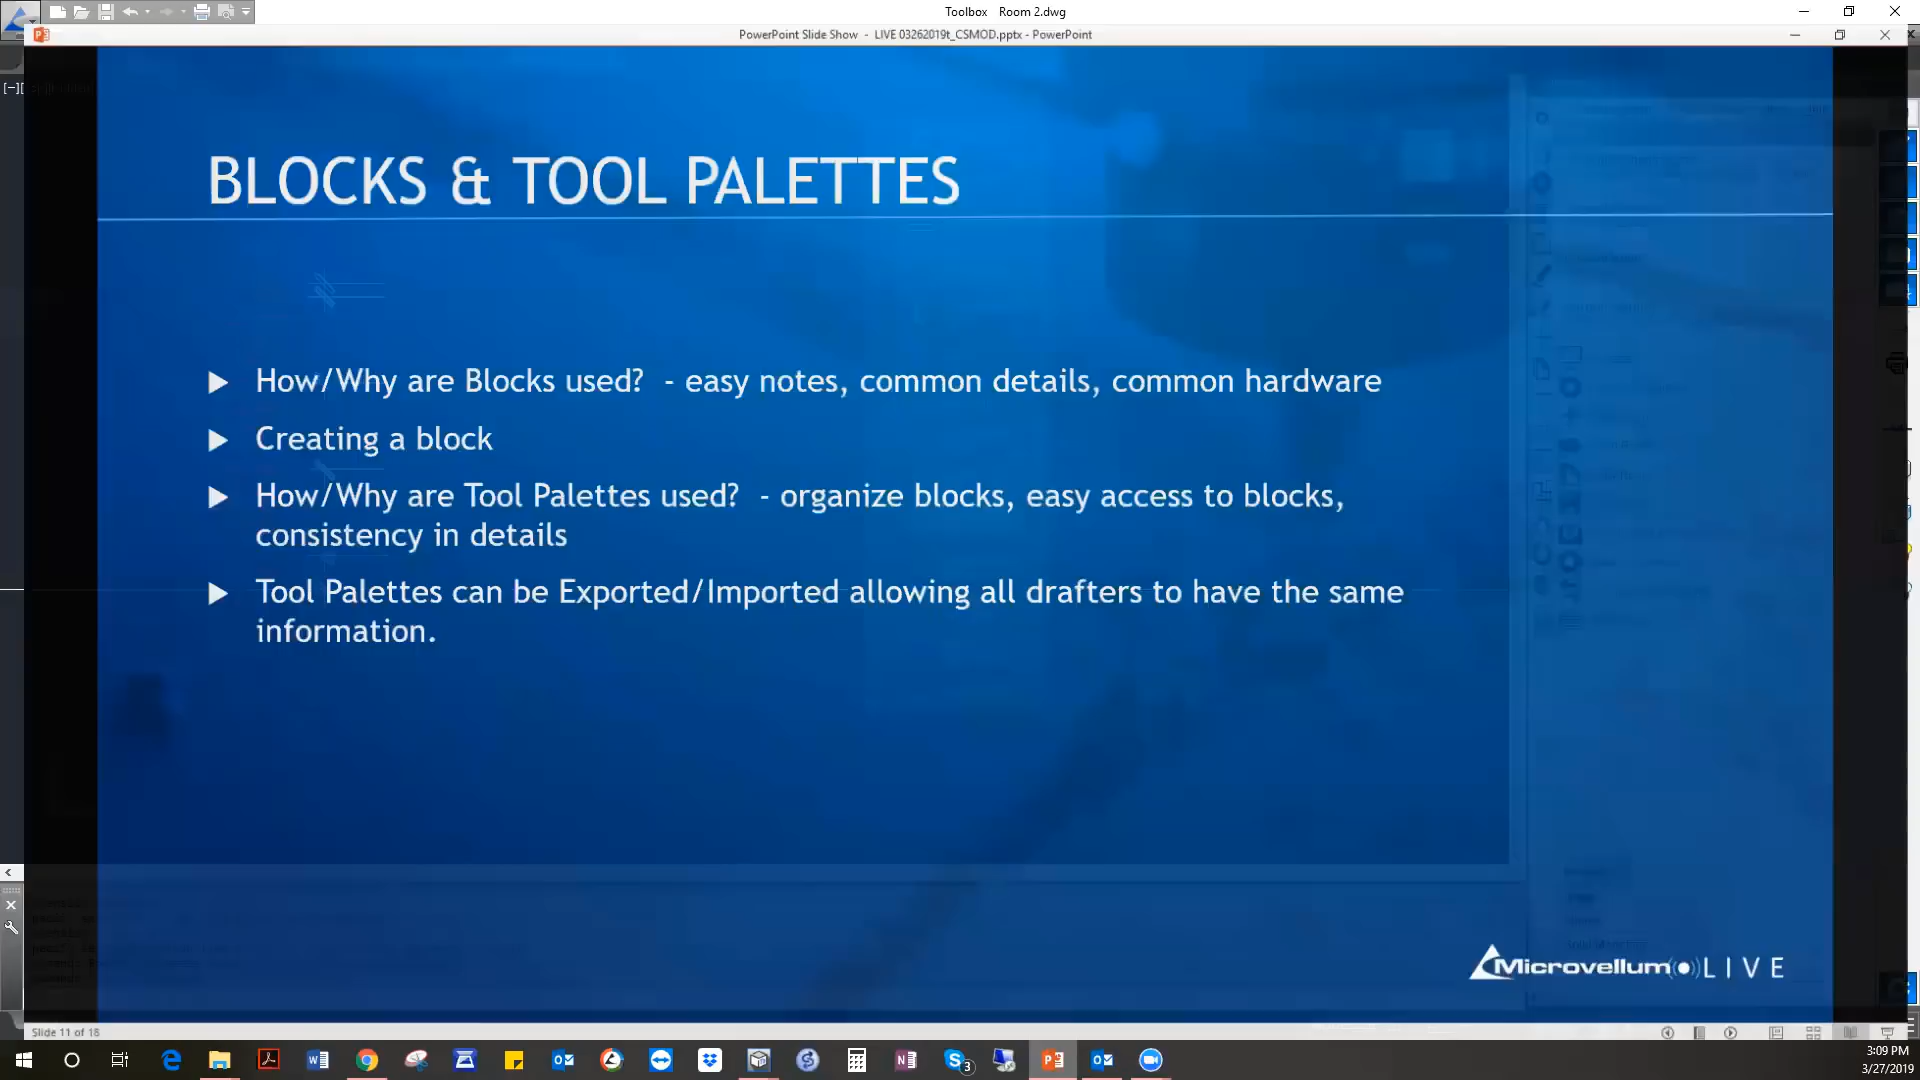 Toolbox Room 2.dwg
PowerPoint Slide Show - LIVE 03262019t_CSMOD.pptx - PowerPoint
BLOCKS & TOOL PALETTES
How/Why are Blocks used? - easy notes, common details, common hardware
Creating a block
How/Why are Tool Palettes used? - organize blocks, easy access to blocks,
consistency in details
Tool Palettes can be Exported/Imported allowing all drafters to have the same
information.
Microvellum LIVE
Slide 11 of 18
3:09 PM
3/27/2019